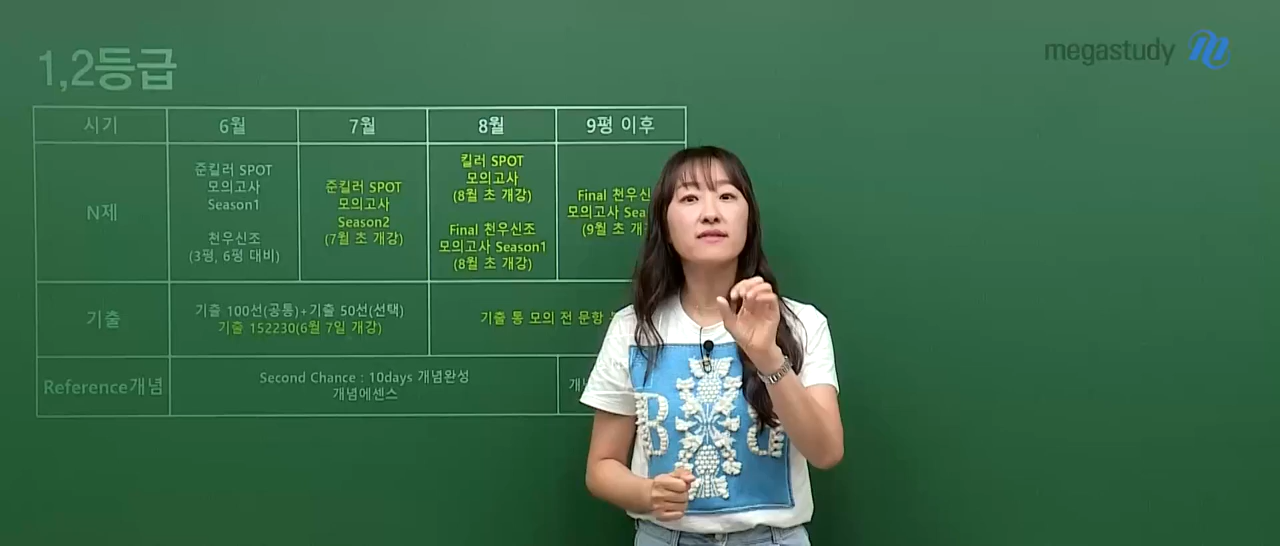 megastudy
1,2등급
시기
6월
7월
8월
9평 이후
N제
준킬러 SPOT
모의고사
Season1
천우신조
(3평, 6평 대비)
준킬러 SPOT
모의고사
Season2
(7월 초 개강)
킬러 SPOT
모의고사
(8월 초 개강)
Final 천우신조
모의고사 Season1
(8월 초 개강)
Final 천우신
모의고사 Sea
(9월 초 개
기출
기출 100선(공통)+기출 50선(선택)
기출 152230(6월 7일 개강)
기출 통 모의 전 문항
Reference개념
Second Chance : 10days 개념완성
개념에센스
B